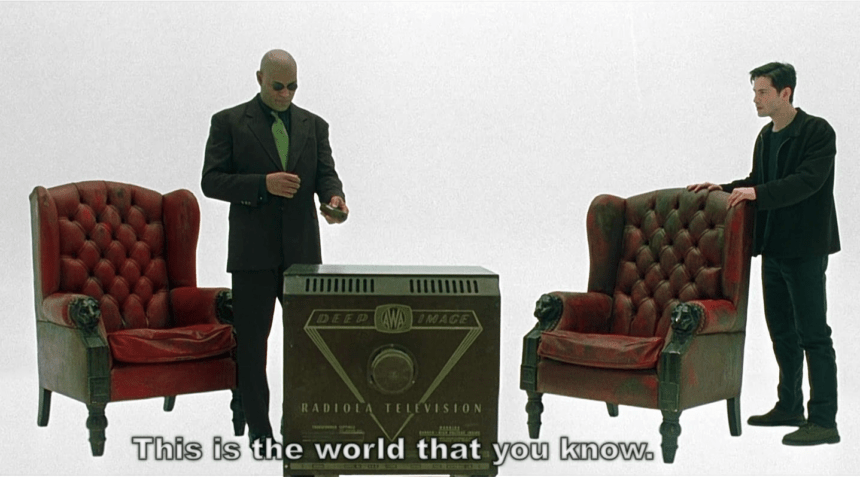 DEEP AWA IMAGE
RADIOLA TELEVISION
This is the world that you know.